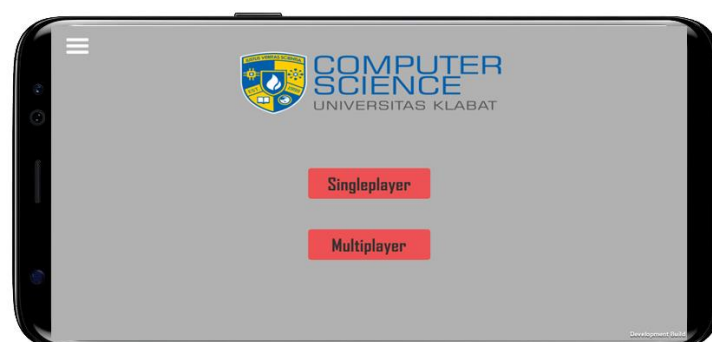 COMPUTER
SCIENCE
UNIVERSITAS KLABAT
Singleplayer
Multiplayer
Development Build